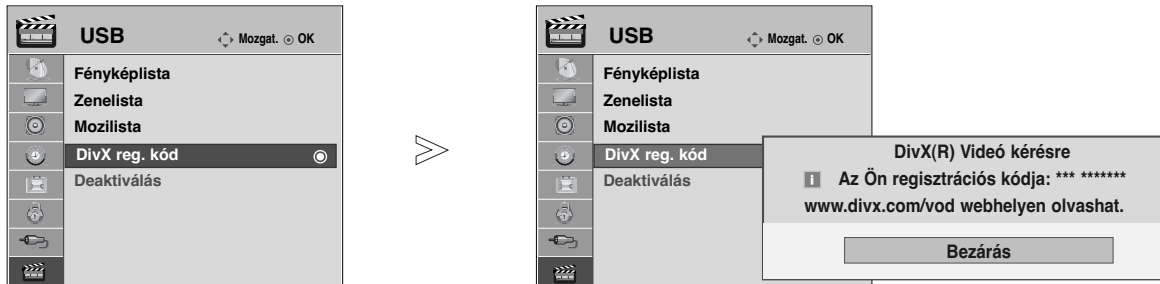 USB
Mozgat. OK
Fényképlista
Zenelista
Mozilista
DivX reg. kód
Deaktiválás
USB
Mozgat. OK
Fényképlista
Zenelista
Mozilista
DivX reg. kód
Deaktiválás
DivX(R) Videó kérésre
i Az Ön regisztrációs kódja: *** *******
www.divx.com/vod webhelyen olvashat.
Bezárás